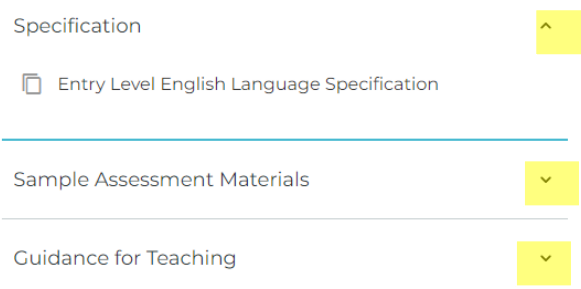 Specification
Entry Level English Language Specification
Sample Assessment Materials
Guidance for Teaching